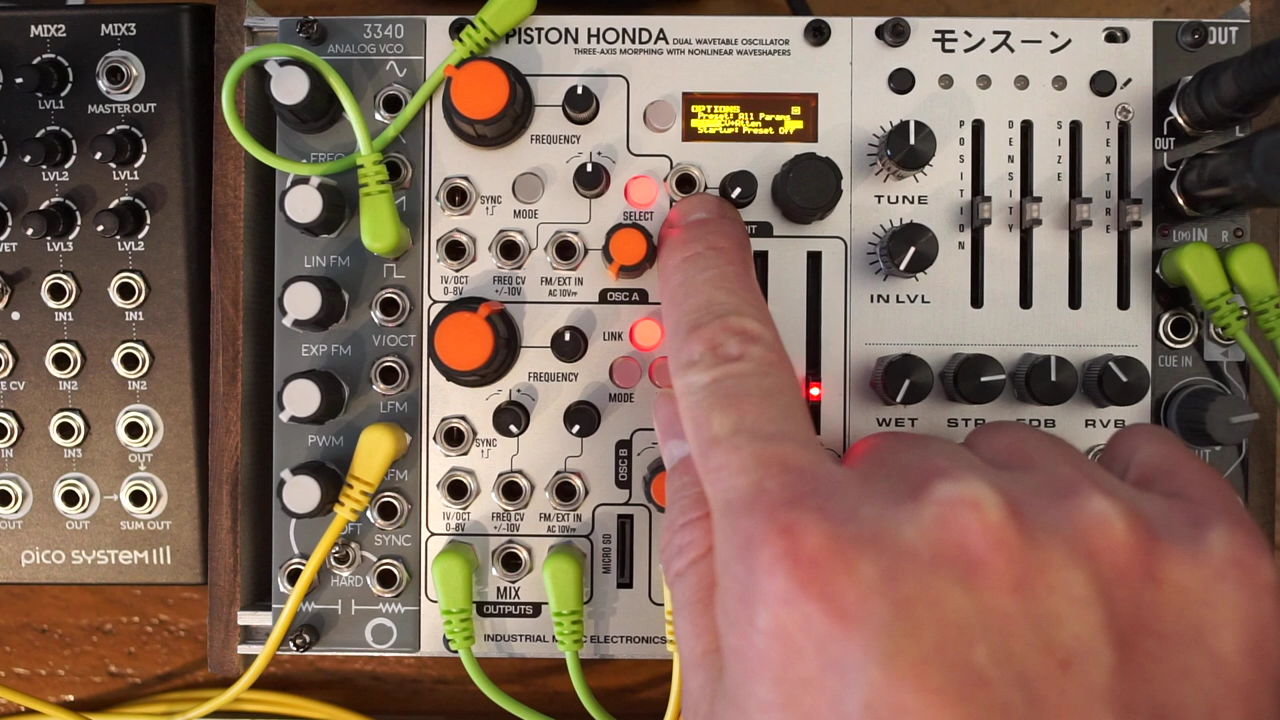 MIX2
MIX3
LVL1
MASTER OUT
LVL2
LVL1
LVL3
LVL2
IN1
IN1
IN2
IN2
IN
IN3
OUT
OUT
OUT
SUM OUT
pico SYSTEM III
3340
ANALOG VCO
LIN FM
EXP FM
V/OCT
LFM
PWM
SYNC
HARD
PISTON HONDA DUAL WAVETABLE OSCILLATOR
THREE-AXIS MORPHING WITH NONLINEAR WAVESHAPERS
FREQUENCY
OPTIONS
Preset: All Params
Startup: Preset Off
SYNC
MODE
SELECT
1V/OCT
0-8V
FREQ CV
+/-10V
FM/EXT IN
AC 10Vpp
OSC A
LINK
FREQUENCY
MODE
SYNC
OSC B
1V/OCT
0-8V
FREQ CV
+/-10V
FM/EXT IN
AC 10Vpp
MICRO SD
MIX
OUTPUTS
INDUSTRIAL
ELECTRONICS
モンスーン
POSITION
DENSITY
SIZE
TEXTURE
TUNE
IN LVL
WET
STR
FDB
RVB
OUT
OUT
L
IN
R
CUE IN